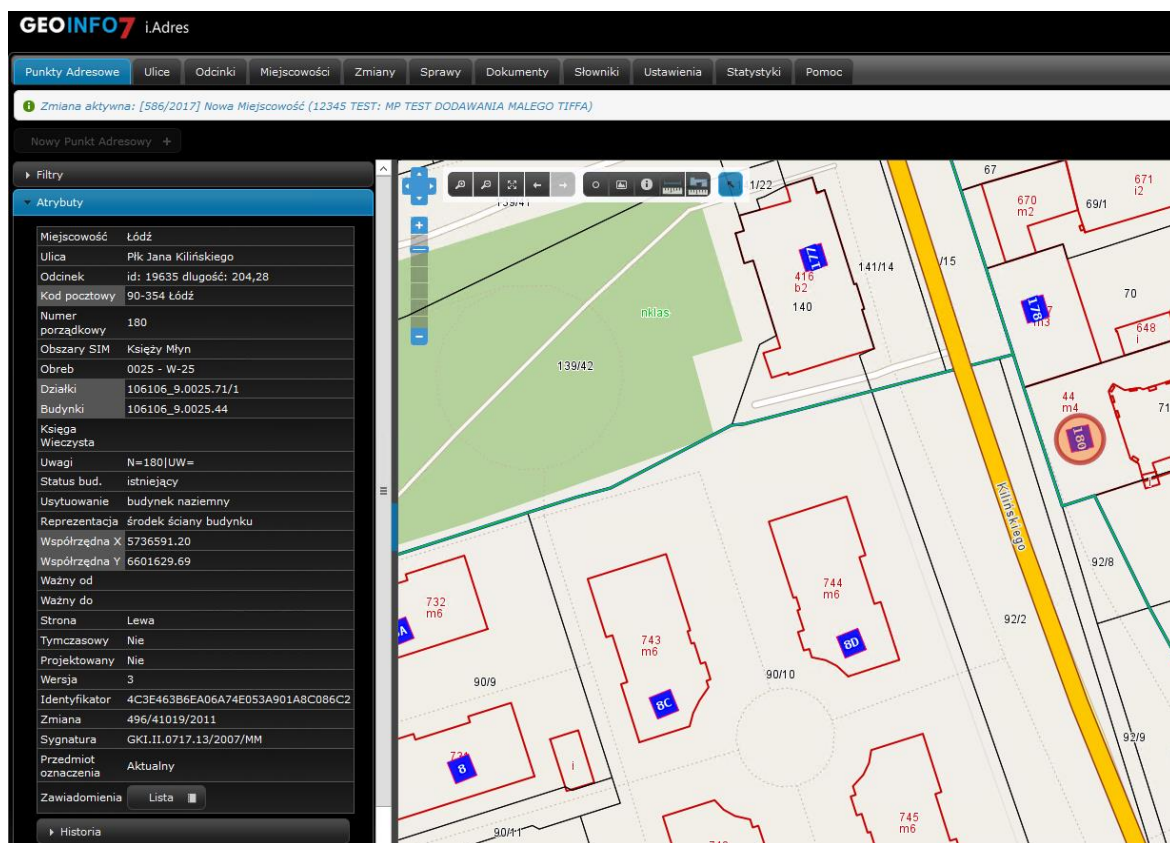 GEOINFO7 i.Adres
Punkty Adresowe Ulice Odcinki Miejscowości Zmiany Sprawy Dokumenty Słowniki Ustawienia Statystyki Pomoc
Zmiana aktywna: [586/2017] Nowa Miejscowość (12345 TEST: MP TEST DODAWANIA MALEGO TIFFA)
Nowy Punkt Adresowy +
Filtry
Atrybuty
Miejscowość Łódź
Ulica Płk Jana Kilińskiego
Odcinek id: 19635 długość: 204,28
Kod pocztowy 90-354 Łódź
Numer
porządkowy 180
Obszary SIM Księży Młyn
Obreb 0025 - W-25
Działki 106106_9.0025.71/1
Budynki 106106_9.0025.44
Księga
Wieczysta
Uwagi N=180|UW=
Status bud. istniejący
Usytuowanie budynek naziemny
Reprezentacja środek ściany budynku
Współrzędna X 5736591.20
Współrzędna Y 6601629.69
Ważny od
Ważny do
Strona Lewa
Tymczasowy Nie
Projektowany Nie
Wersja 3
Identyfikator 4C3E463B6EA06A74E053A901A8C086C2
Zmiana 496/41019/2011
Sygnatura GKI.II.0717.13/2007/MM
Przedmiot
oznaczenia Aktualny
Zawiadomienia Lista
Historia
139/41
1/22
67
671
i2
670
m2
69/1
177
416
b2
140
141/14
/15
70
178
m3
648
i
nklas
139/42
44
m4
71
180
Kilińskiego
92/8
732
m6
744
m6
92/2
743
m6
8D
90/9
90/10
8C
92/9
8
i
745
m6
90/11